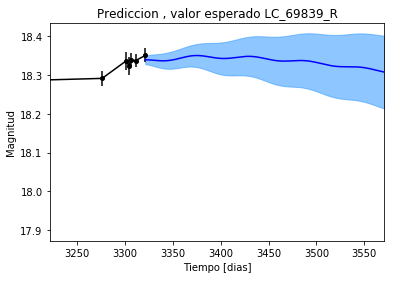 Prediccion , valor esperado LC_69839_R
18.4
18.3
18.2
18.1
18.0
17.9
Magnitud
3250 3300 3350 3400 3450 3500 3550
Tiempo [dias]